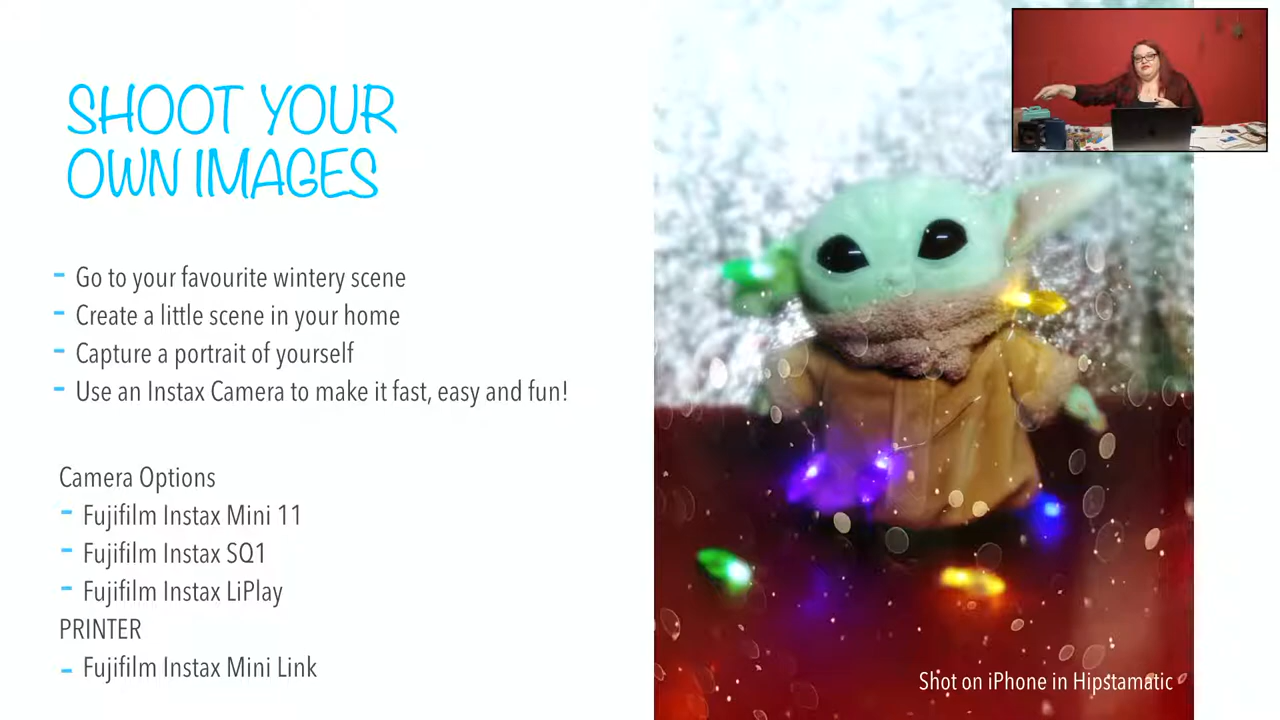 SHOOT YOUR
OWN IMAGES
- Go to your favourite wintery scene
- Create a little scene in your home
- Capture a portrait of yourself
- Use an Instax Camera to make it fast, easy and fun!
Camera Options
- Fujifilm Instax Mini 11
- Fujifilm Instax SQ1
- Fujifilm Instax LiPlay
PRINTER
- Fujifilm Instax Mini Link
Shot on iPhone in Hipstamatic